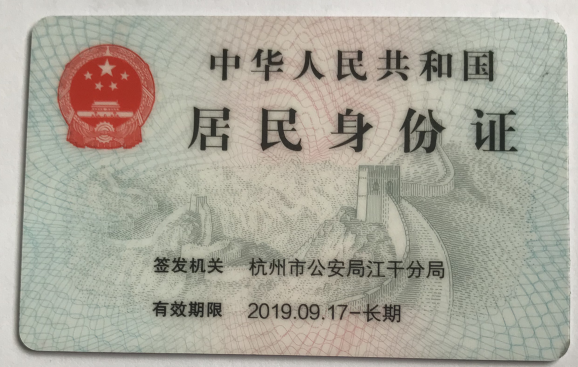 中华人民共和国
居民身份证
签发机关 杭州市公安局江干分局
有效期限 2019.09.17-长期